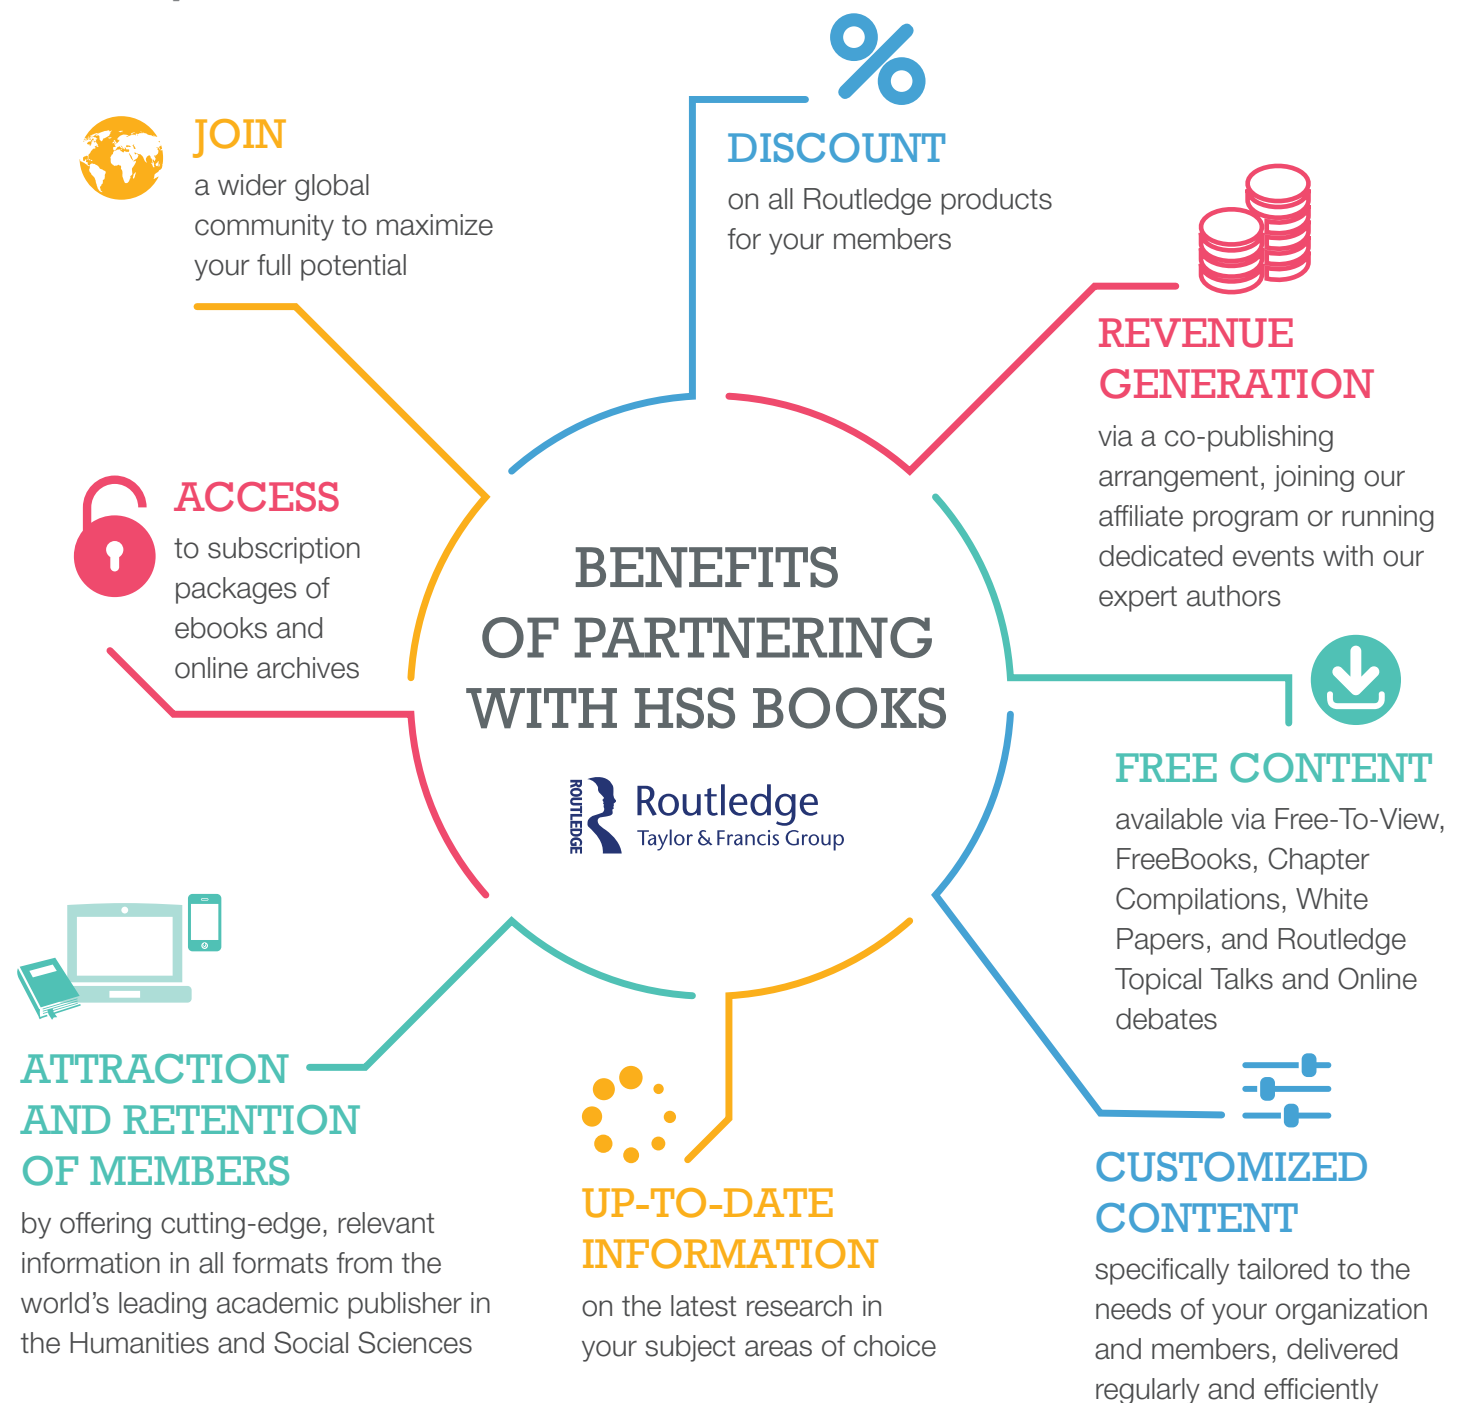 JOIN
a wider global
community to maximize
your full potential
DISCOUNT
on all Routledge products
for your members
REVENUE
GENERATION
via a co-publishing
arrangement, joining our
affiliate program or running
dedicated events with our
expert authors
ACCESS
to subscription
packages of
ebooks and
online archives
BENEFITS
OF PARTNERING
WITH HSS BOOKS
ROUTLEDGE
Routledge
Taylor & Francis Group
FREE CONTENT
available via Free-To-View,
FreeBooks, Chapter
Compilations, White
Papers, and Routledge
Topical Talks and Online
debates
ATTRACTION
AND RETENTION
OF MEMBERS
by offering cutting-edge, relevant
information in all formats from the
world's leading academic publisher in
the Humanities and Social Sciences
UP-TO-DATE
INFORMATION
on the latest research in
your subject areas of choice
CUSTOMIZED
CONTENT
specifically tailored to the
needs of your organization
and members, delivered
regularly and efficiently